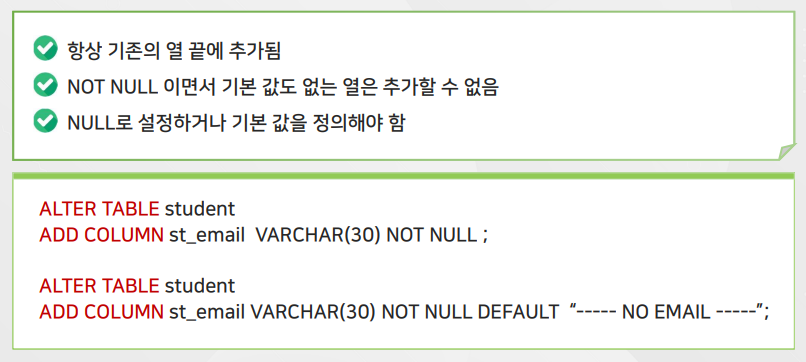 항상 기존의 열 끝에 추가됨
NOT NULL 이면서 기본 값도 없는 열은 추가할 수 없음
NULL로 설정하거나 기본 값을 정의해야 함
ALTER TABLE student
ADD COLUMN st_email  VARCHAR(30) NOT NULL ;
ALTER TABLE student
ADD COLUMN st_email VARCHAR(30) NOT NULL DEFAULT  “----- NO EMAIL -----”;